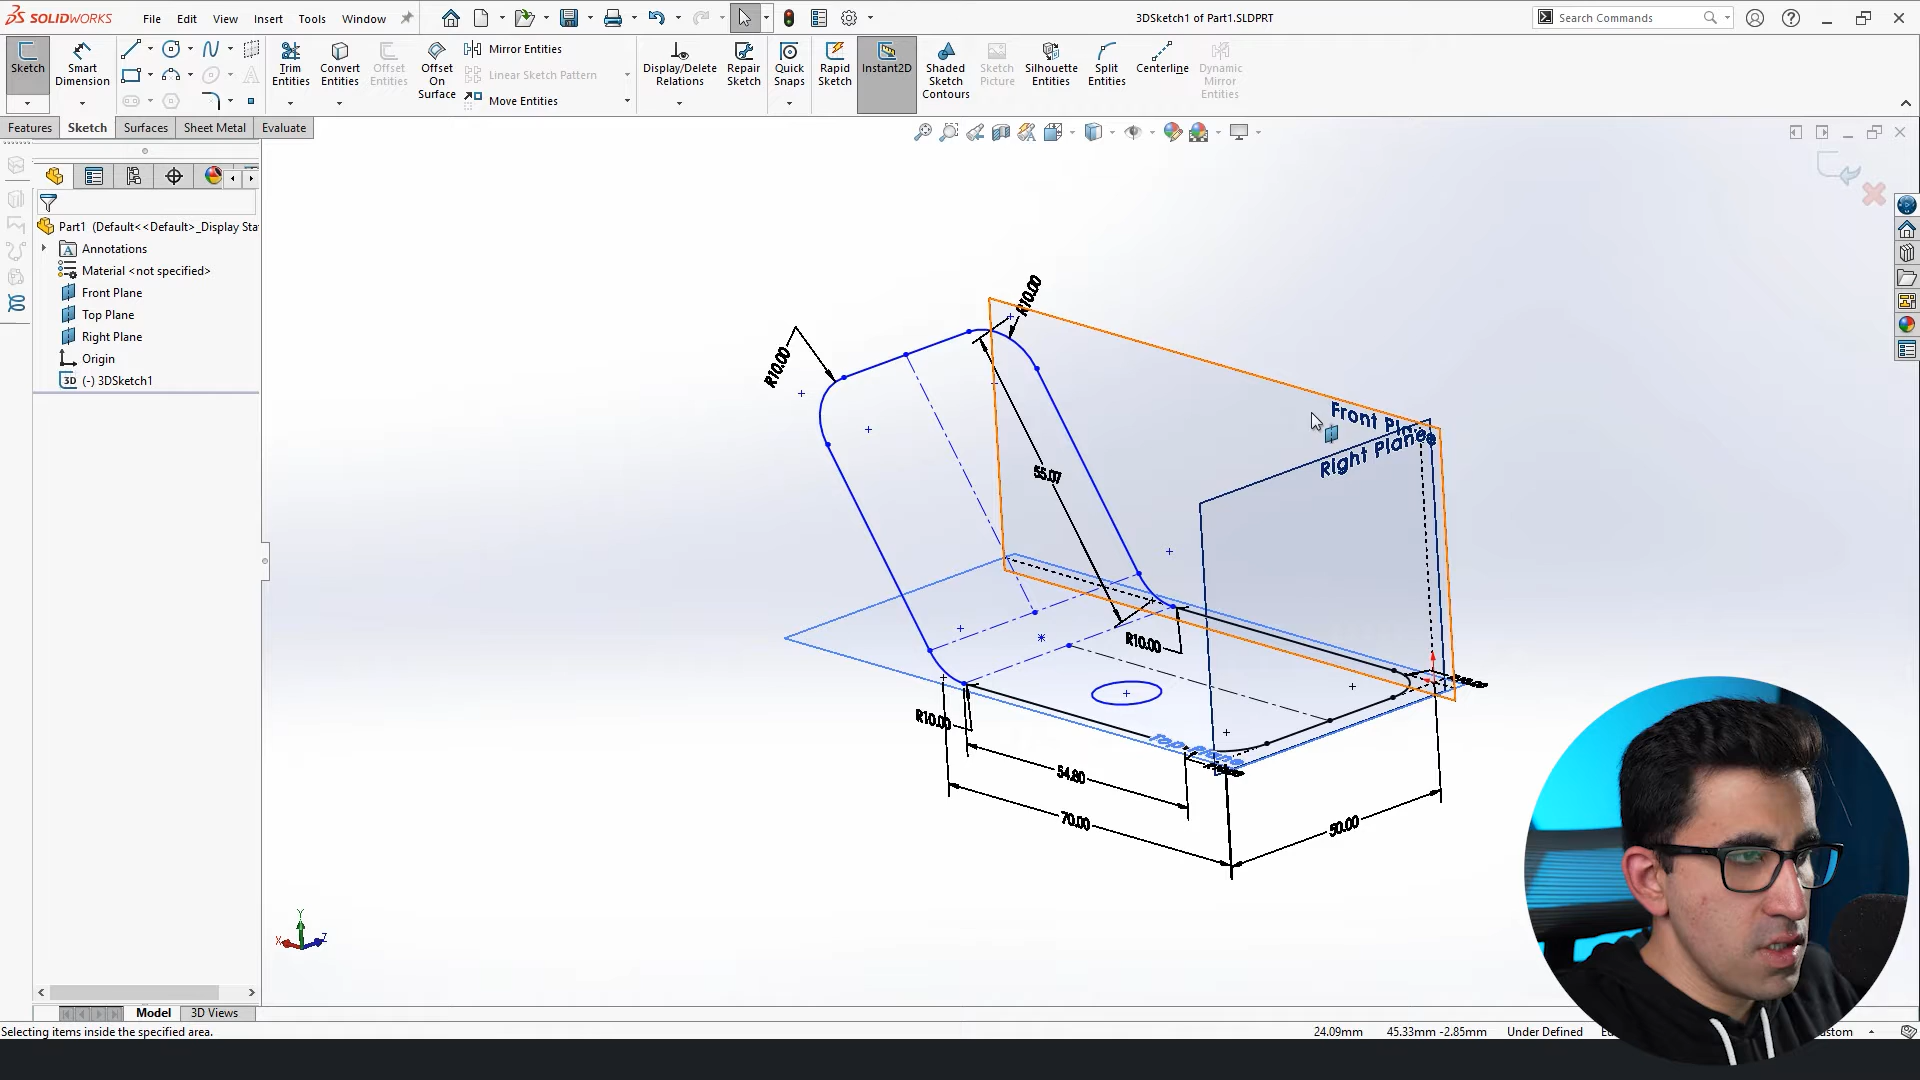 SOLIDWORKS
File
Edit
View
Insert
Tools
Window
3DSketch1 of Part1.SLDPRT
Search Commands
Sketch
Smart
Dimension
Trim
Entities
Convert
Entities
Offset
Entities
Offset
On
Surface
Mirror Entities
Linear Sketch Pattern
Move Entities
Display/Delete
Relations
Repair
Sketch
Quick
Snaps
Rapid
Sketch
Instant2D
Shaded
Sketch
Contours
Sketch
Picture
Silhouette
Entities
Split
Entities
Centerline
Dynamic
Mirror
Entities
Features
Sketch
Surfaces
Sheet Metal
Evaluate
Part1 (Default<<Default>_Display Sta
Annotations
Material <not specified>
Front Plane
Top Plane
Right Plane
Origin
3D (-) 3DSketch1
R10.00
R10.00
Front Plane
Right Plane
55.07
R10.00
R10.00
Top Plane
54.80
70.00
50.00
Y
X
Z
Model
3D Views
Selecting items inside the specified area.
24.09mm
45.33mm -2.85mm
Under Defined